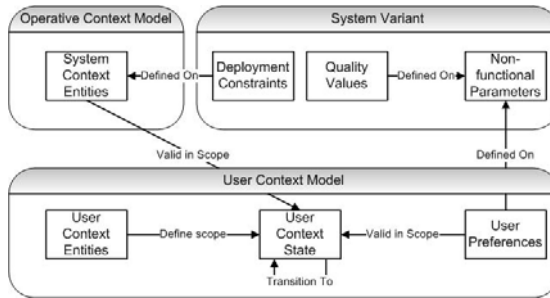 Operative Context Model
System Variant
System
Context
Entities
Defined On
Deployment
Constraints
Quality
Values
Defined On
Non-
functional
Parameters
Valid in Scope
Defined On
User Context Model
User
Context
Entities
Define scope
User
Context
State
Valid in Scope
User
Preferences
Transition To